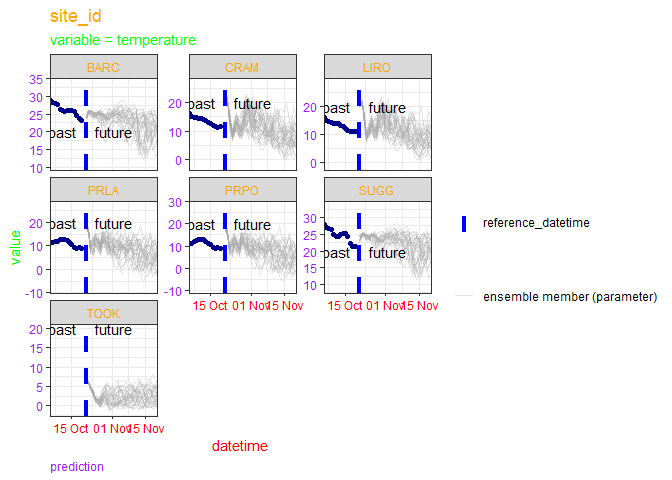 site_id
variable = temperature
BARC
CRAM
LIRO
35
30
25
20
15
10
past
future
20
10
0
past
future
20
10
0
past
future
PRLA
PRPO
SUGG
20
10
0
-10
past
future
20
10
0
-10
past
future
30
25
20
15
10
past
future
15 Oct 01 Nov 15 Nov
15 Oct 01 Nov 15 Nov
TOOK
20
15
10
5
0
past
future
15 Oct 01 Nov 15 Nov
value
datetime
prediction
reference_datetime
ensemble member (parameter)